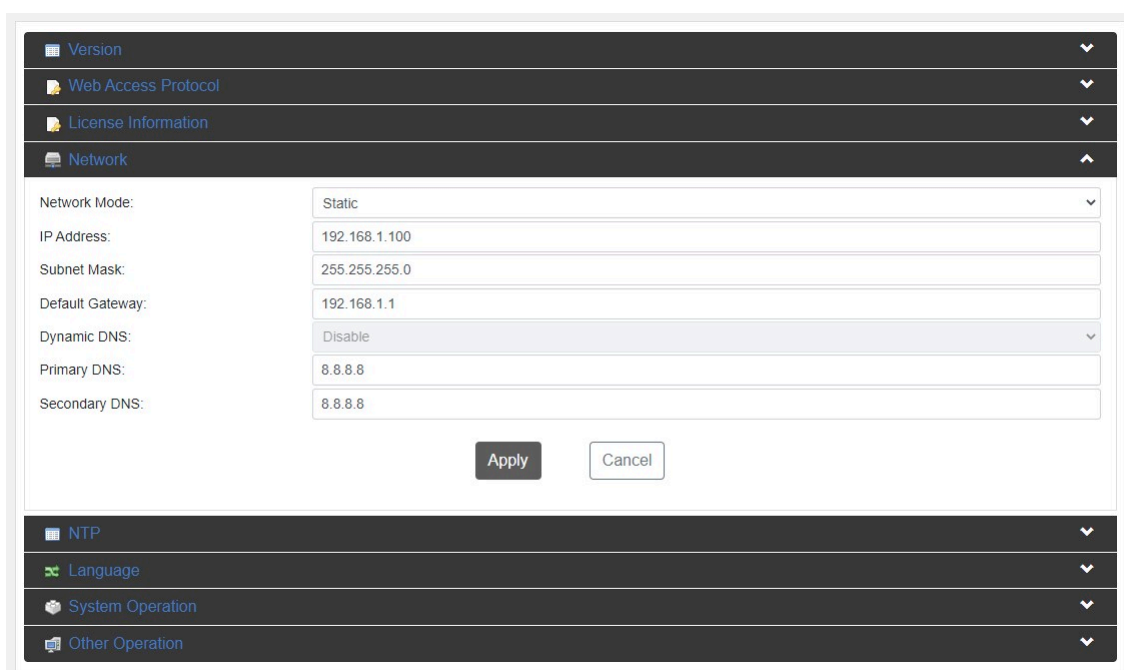 Version
Web Access Protocol
License Information
Network
Network Mode: Static
IP Address: 192.168.1.100
Subnet Mask: 255.255.255.0
Default Gateway: 192.168.1.1
Dynamic DNS: Disable
Primary DNS: 8.8.8.8
Secondary DNS: 8.8.8.8
Apply Cancel
NTP
Language
System Operation
Other Operation